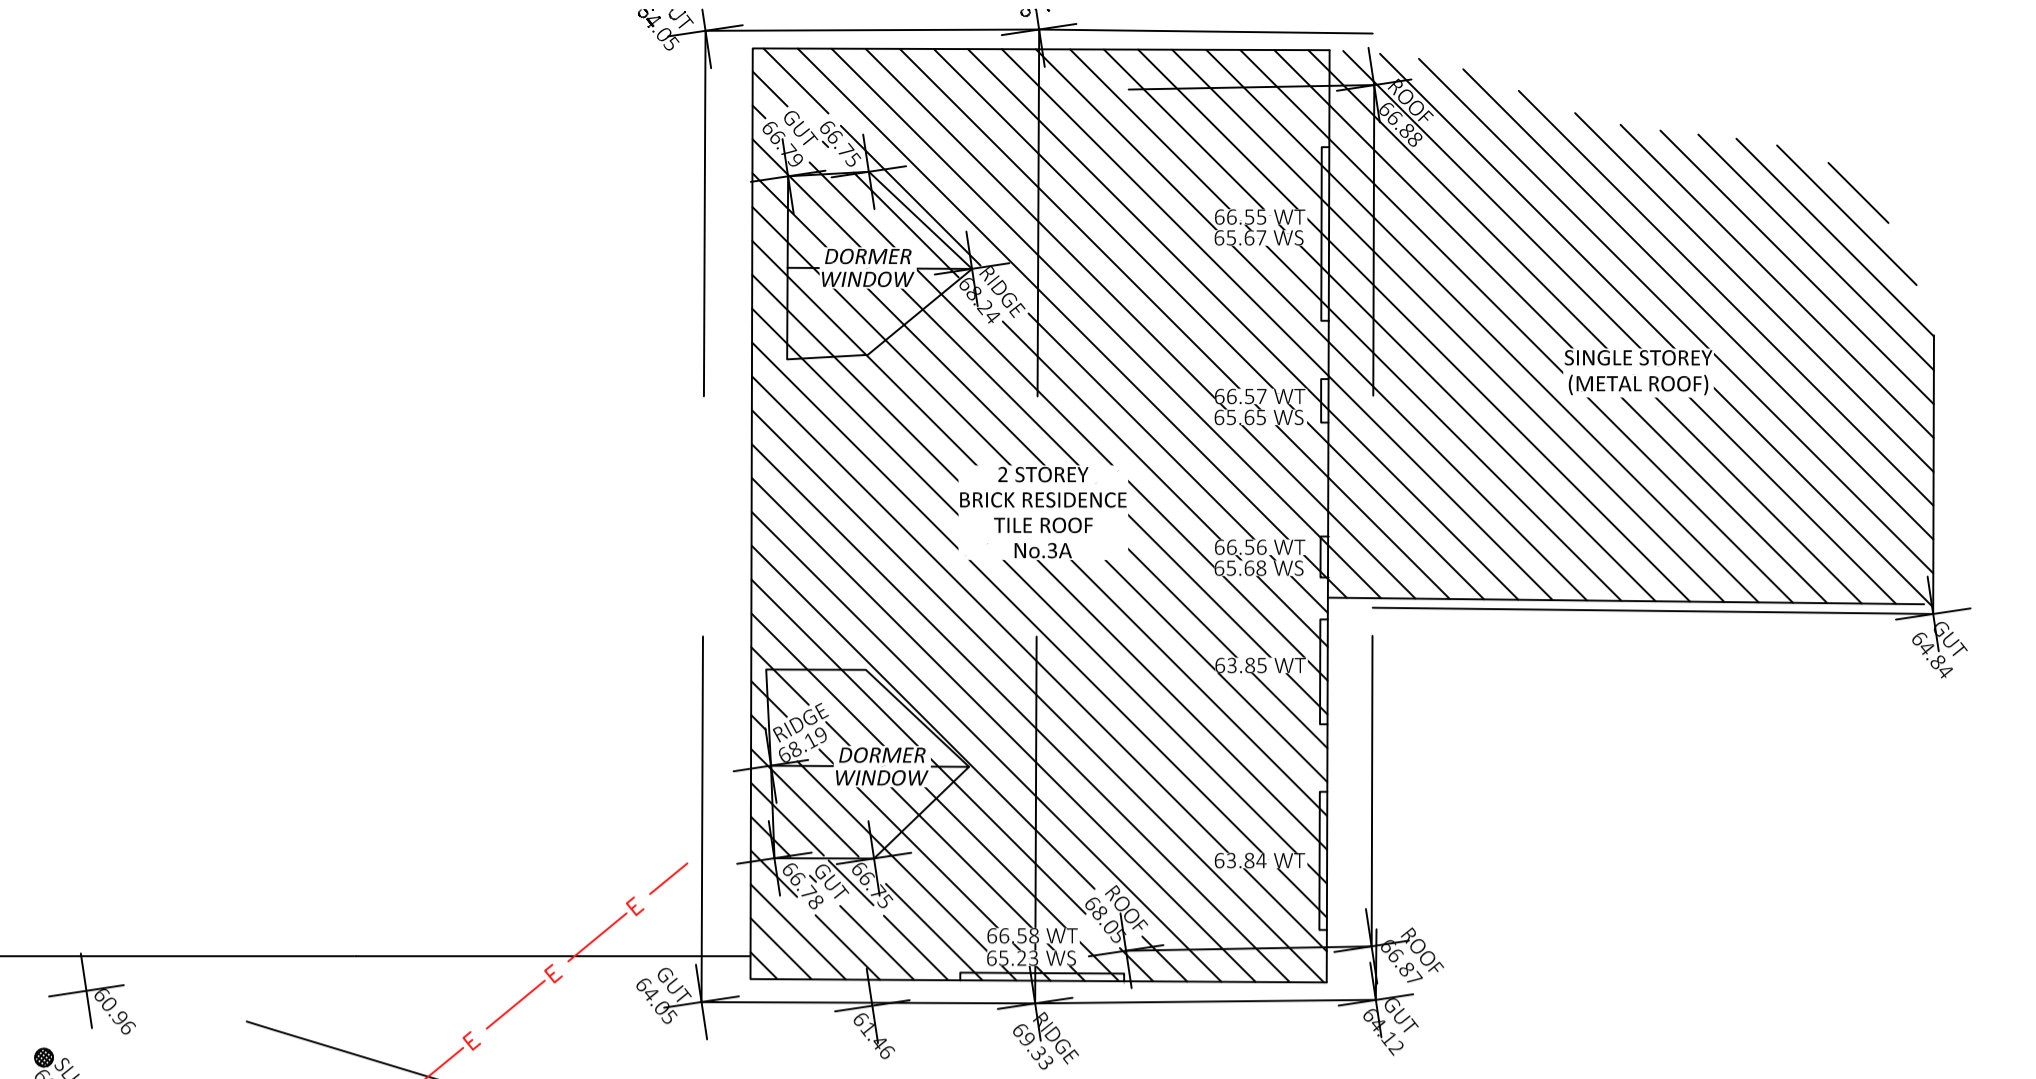 64.05
ROOF
66.88
GUT
66.79
66.75
66.55 WT
65.67 WS
DORMER
WINDOW
RIDGE
68.24
SINGLE STOREY
(METAL ROOF)
66.57 WT
65.65 WS
2 STOREY
BRICK RESIDENCE
TILE ROOF
No.3A
66.56 WT
65.68 WS
GUT
64.84
63.85 WT
RIDGE
68.19
DORMER
WINDOW
66.78
GUT
66.75
63.84 WT
ROOF
68.05
66.58 WT
65.23 WS
ROOF
66.87
E
E
E
GUT
64.05
61.46
RIDGE
69.33
GUT
64.12
60.96